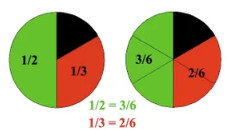 1/2
1/3
3/6
2/6
1/2 = 3/6
1/3 = 2/6